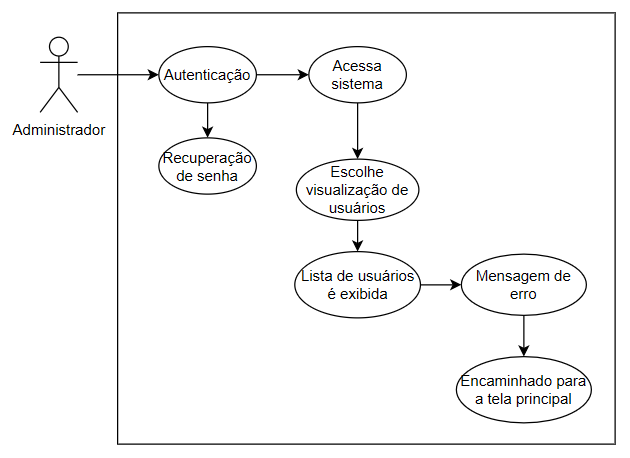 Administrador
Autenticação
Acessa
sistema
Recuperação
de senha
Escolhe
visualização de
usuários
Lista de usuários
é exibida
Mensagem de
erro
Encaminhado para
a tela principal